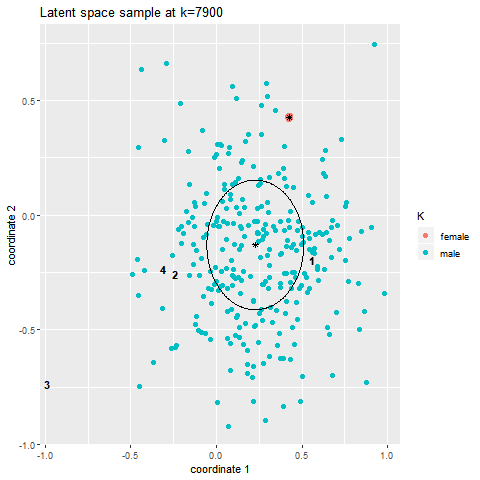 Latent space sample at k=7900
0.5
0.0
-0.5
-1.0
coordinate 2
1
2
3
4
-1.0 -0.5 0.0 0.5 1.0
coordinate 1
K
female
male